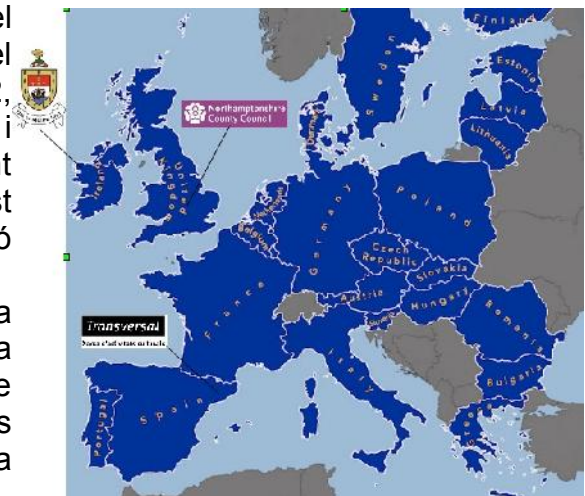 el
el
i
nt
st
ó
a
a
e
s
a
Northamptonshire
County Council
Transversal
Finland
Sweden
Estonia
Latvia
Lithuania
Denmark
Ireland
United
Kingdom
Netherlands
Belgium
Germany
Poland
Czech
Republic
Slovakia
Austria
Hungary
France
Slovenia
Romania
Italy
Bulgaria
Greece
Spain
Portugal